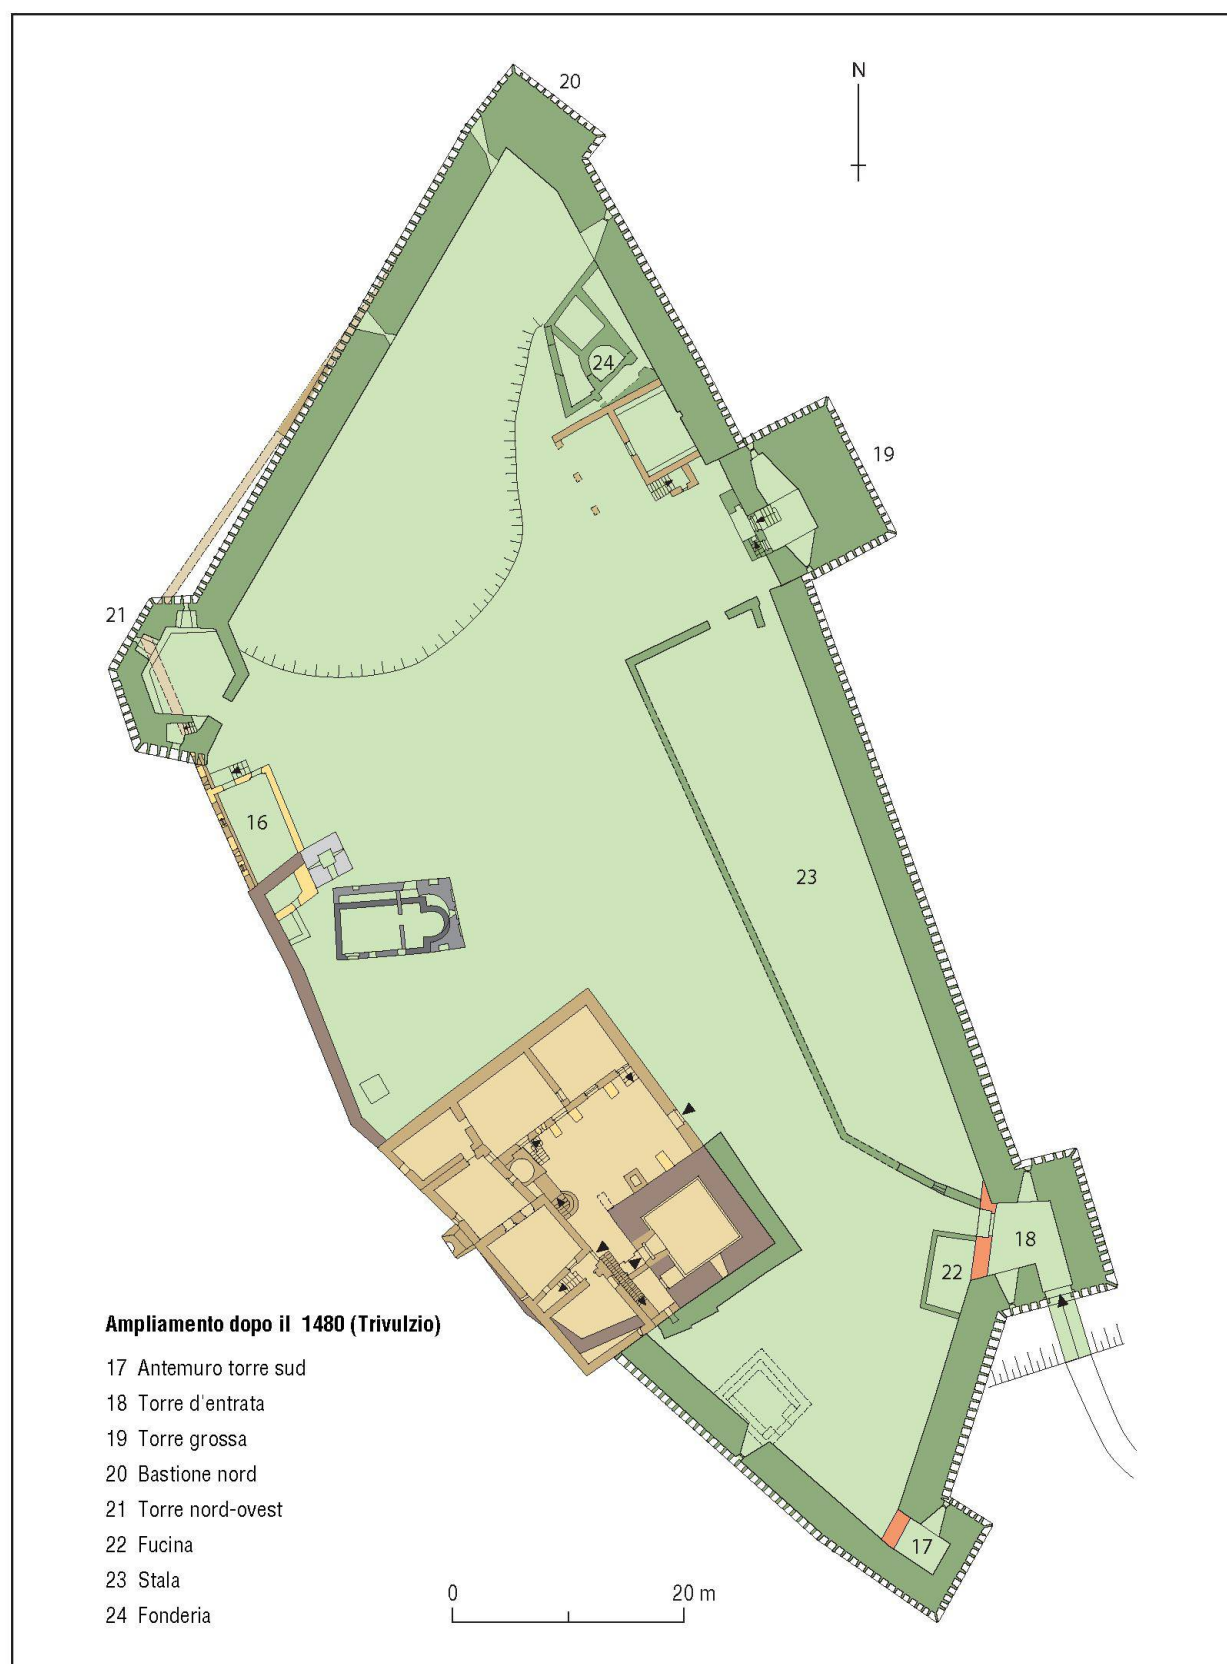 20
N
24
19
21
16
23
18
22
Ampliamento dopo il 1480 (Trivulzio)
17 Antemuro torre sud
18 Torre d'entrata
19 Torre grossa
20 Bastione nord
21 Torre nord-ovest
22 Fucina
23 Stala
24 Fonderia
17
0 20 m